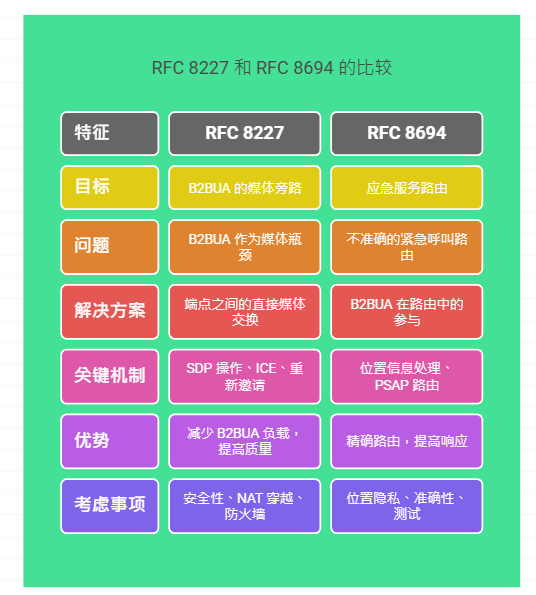 RFC 8227 和 RFC 8694 的比较
特征
RFC 8227
RFC 8694
目标
B2BUA 的媒体旁路
应急服务路由
问题
B2BUA 作为媒体瓶
颈
不准确的紧急呼叫路
由
解决方案
端点之间的直接媒体
交换
B2BUA 在路由中的
参与
关键机制
SDP 操作、ICE、重
新邀请
位置信息处理、
PSAP 路由
优势
减少 B2BUA 负载，
提高质量
精确路由，提高响应
考虑事项
安全性、NAT 穿越、
防火墙
位置隐私、准确性、
测试